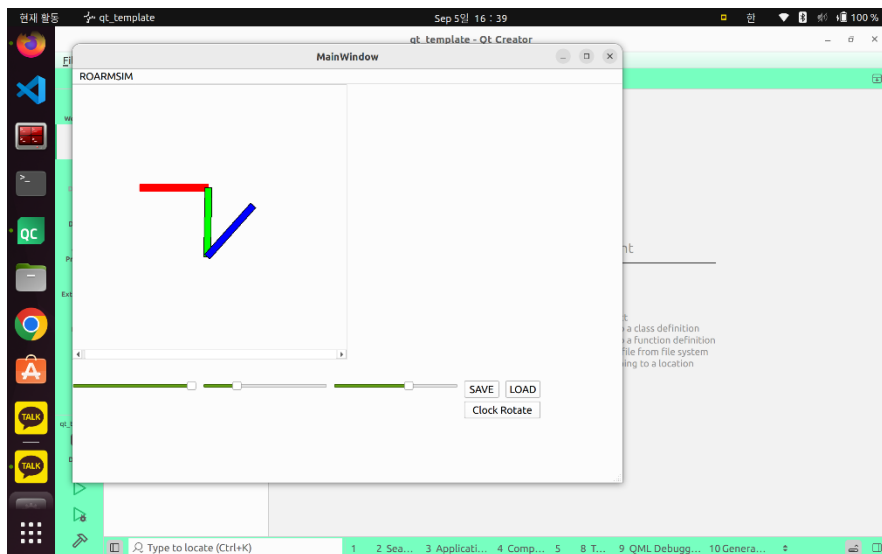 현재 활동
qt_template
Sep 5일 16 : 39
한
100 %
qt_template - Qt Creator
MainWindow
ROARMSIM
SAVE
LOAD
Clock Rotate
a class definition
a function definition
file from file system
ing to a location
>_
QC
TALK
TALK
Type to locate (Ctrl+K)
1
2 Sea...
3 Applicati...
4 Comp...
5
8 T...
9 QML Debugg...
10 Genera...